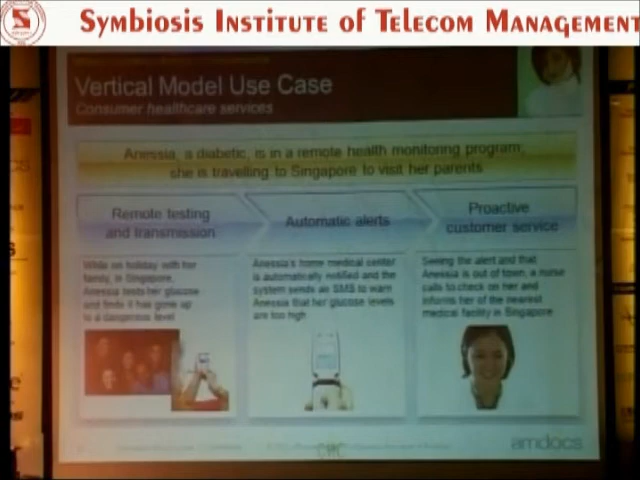 Symbiosis Institute of Telecom Management
Vertical Model Use Case
Consumer healthcare services
Anessia, a diabetic, is in a remote health monitoring program;
she is travelling to Singapore to visit her parents
Remote testing
and transmission
Automatic alerts
Proactive
customer service
While on holiday with her
family, in Singapore,
Anessia tests her glucose
and finds it has gone up
to a dangerous level
Anessia's home medical center
is automatically notified and the
system sends an SMS to warn
Anessia that her glucose levels
are too high
Seeing the alert and that
Anessia is out of town, a nurse
calls to check on her and
informs her of the nearest
medical facility in Singapore
amdocs